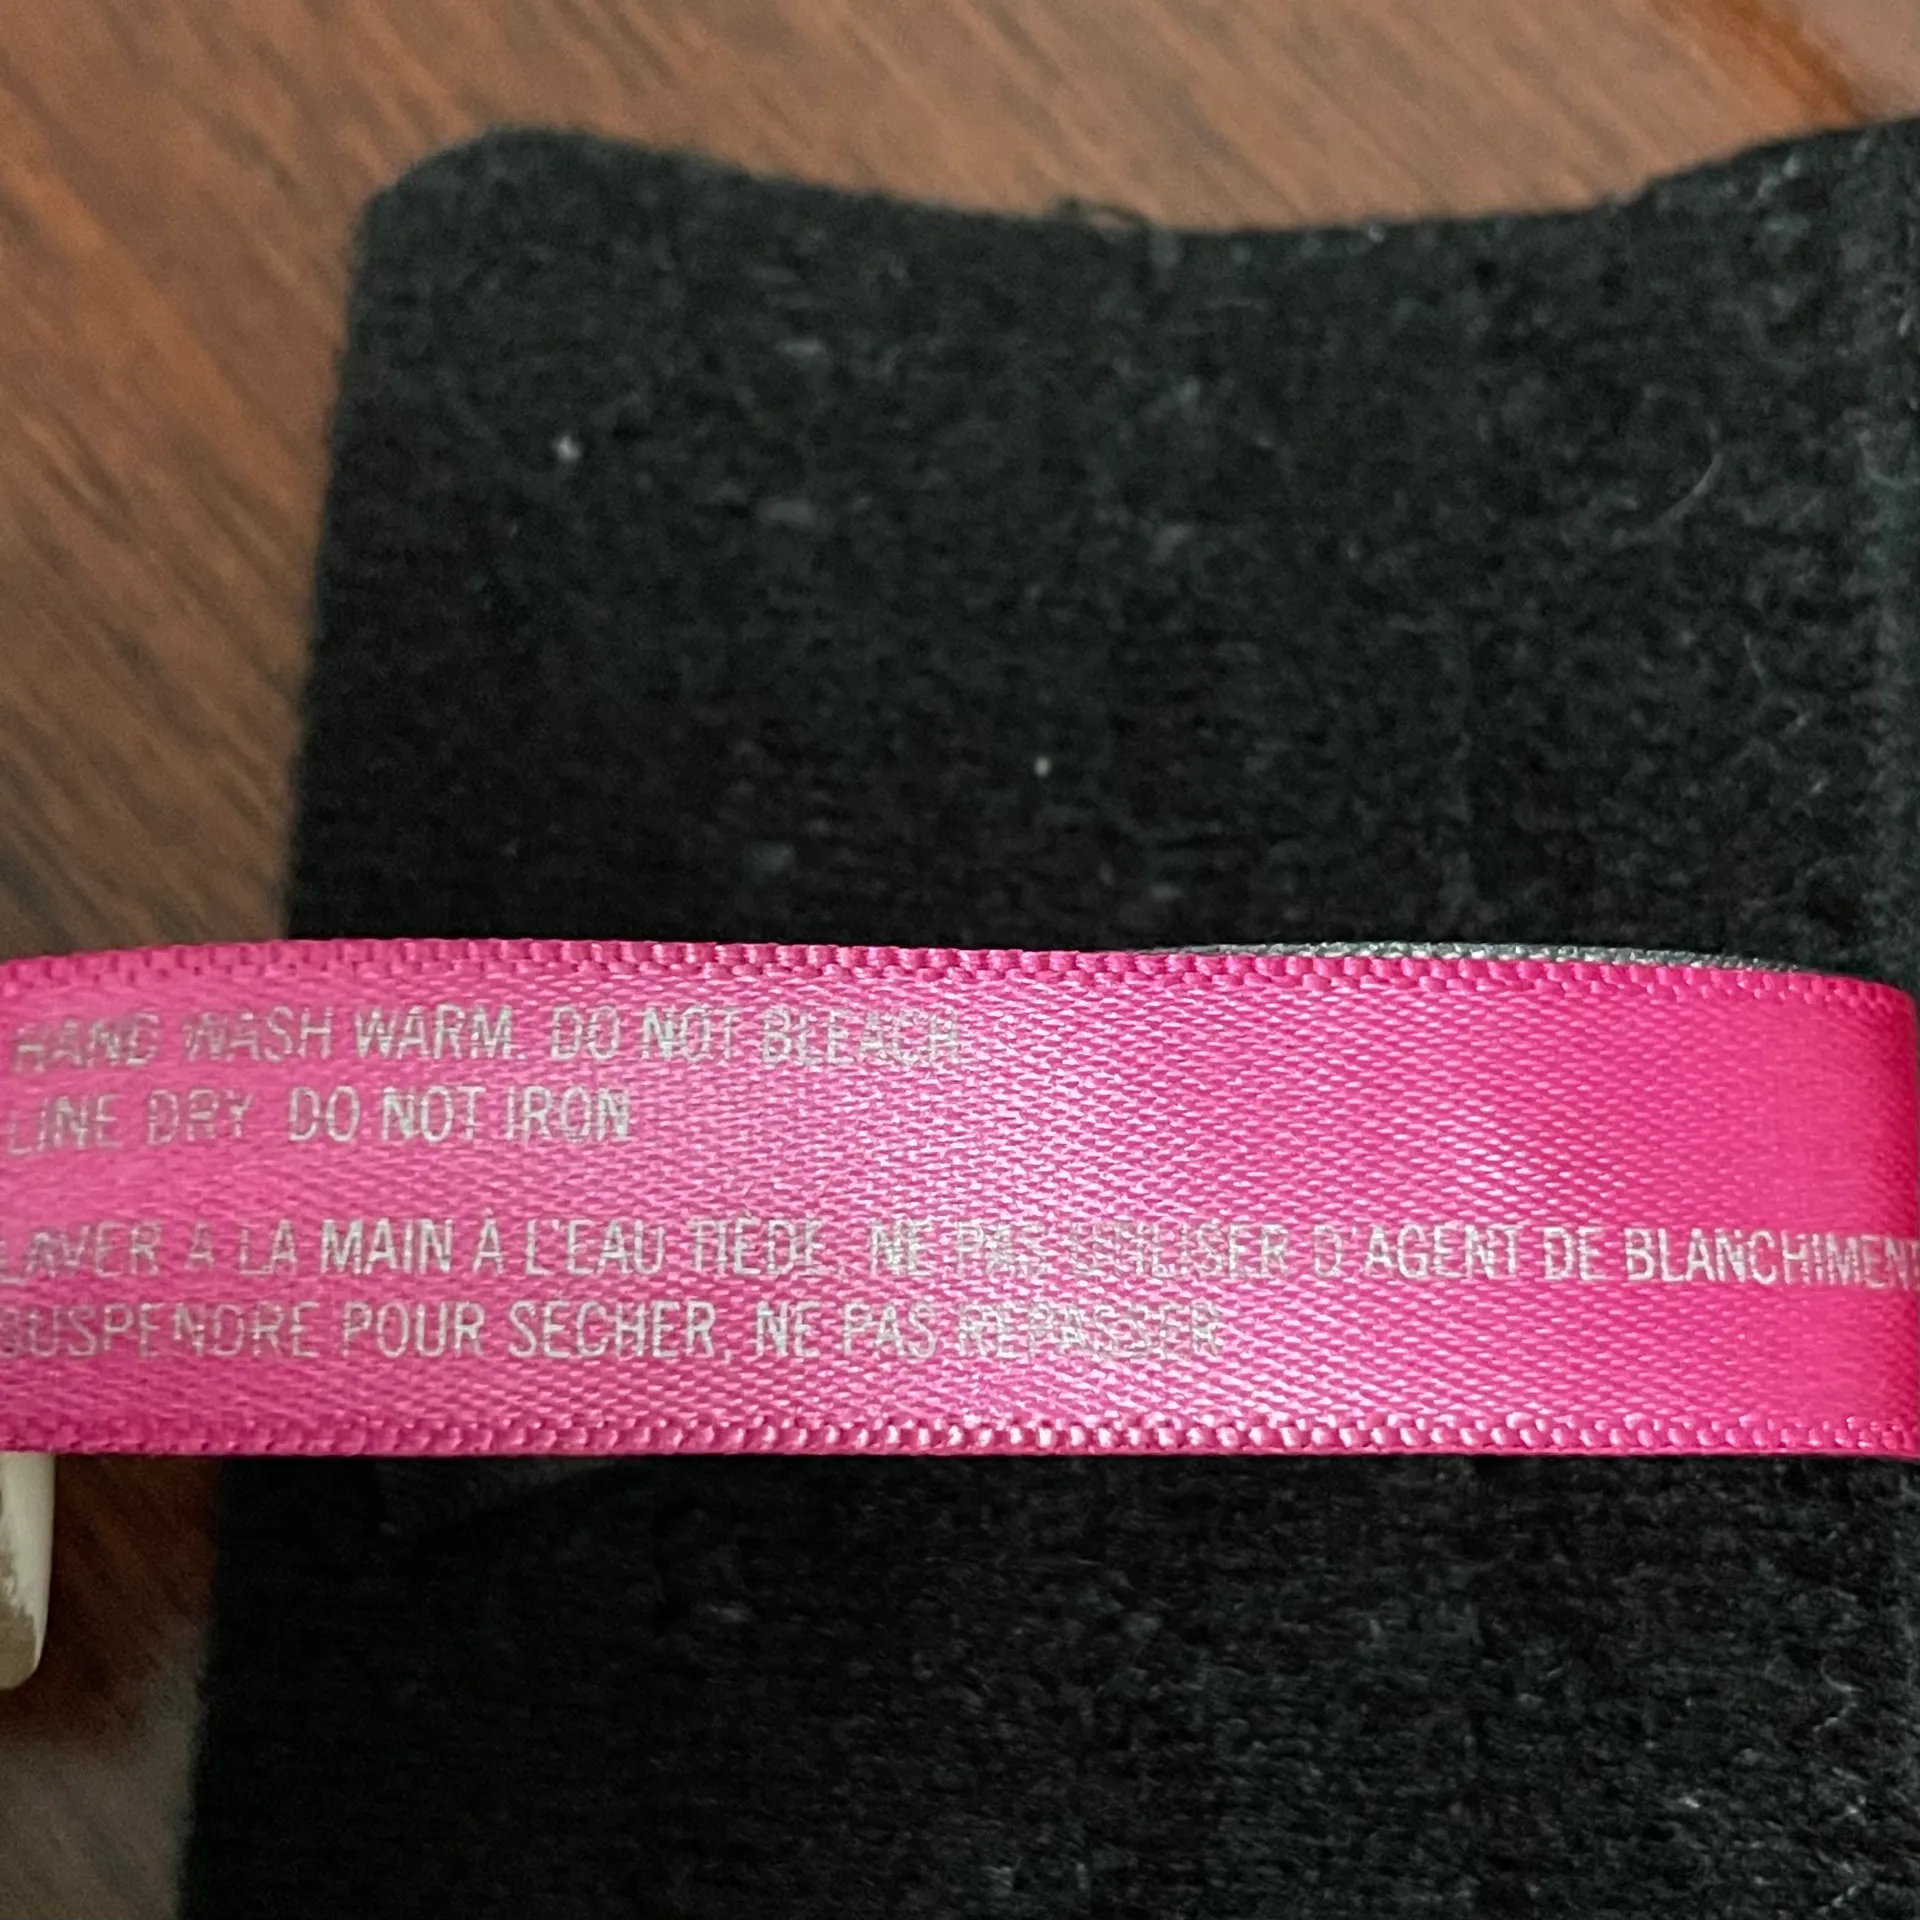 HAND WASH WARM. DO NOT BLEACH
LINE DRY DO NOT IRON
LAVER A LA MAIN À L'EAU TIÈDE, NE PAS UTILISER D'AGENT DE BLANCHIMENT
SUSPENDRE POUR SÉCHER, NE PAS REPASSER